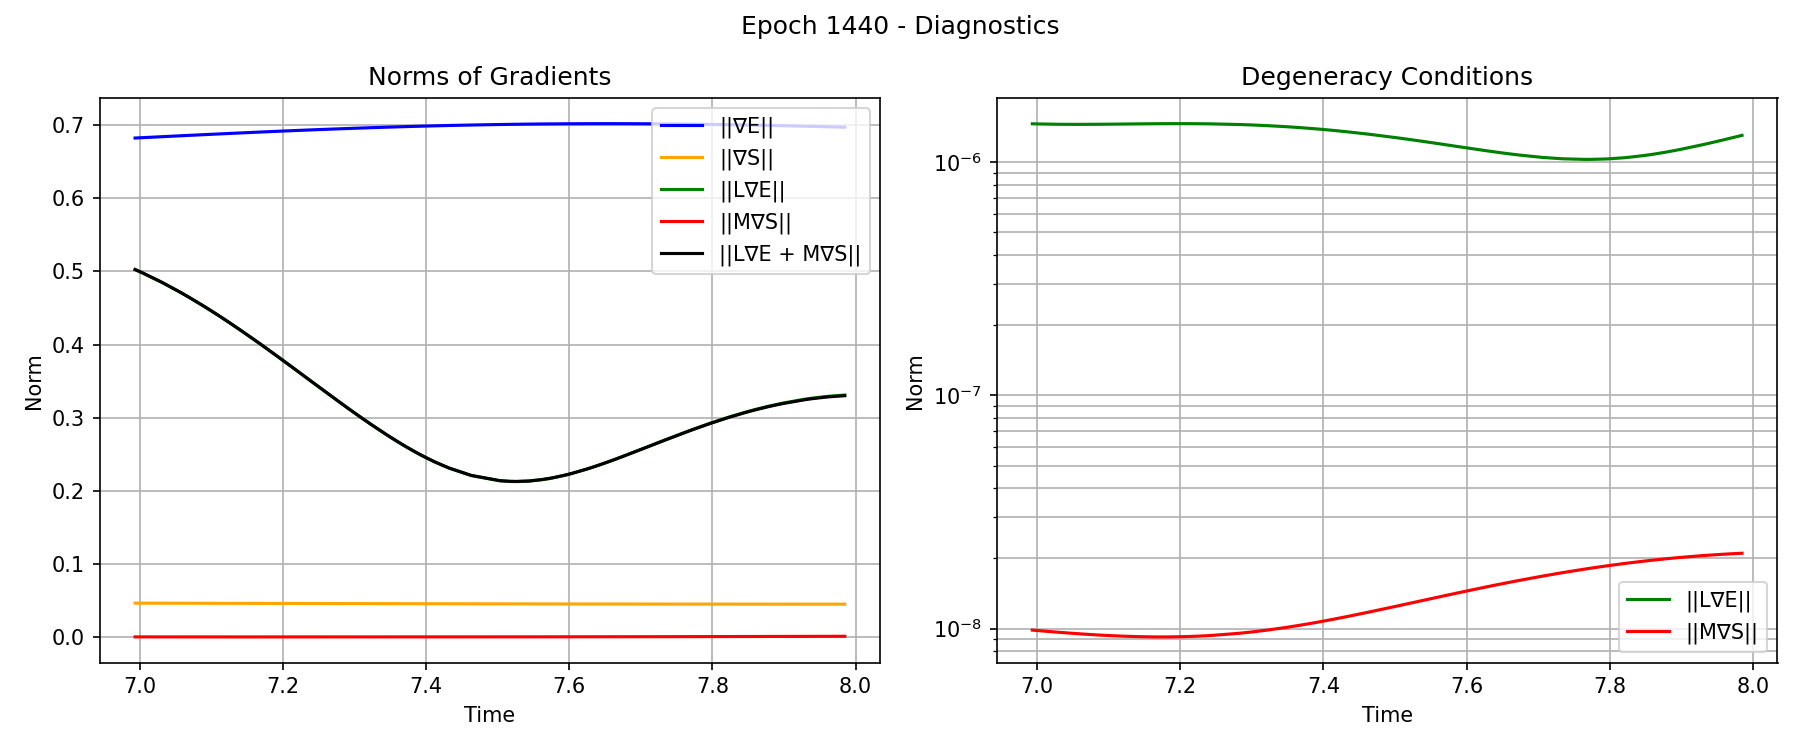 Epoch 1440 - Diagnostics
Norms of Gradients
Norm
0.7
0.6
0.5
0.4
0.3
0.2
0.1
0.0
||∇E||
||∇S||
||L∇E||
||M∇S||
||L∇E + M∇S||
7.0 7.2 7.4 7.6 7.8 8.0
Time
Degeneracy Conditions
Norm
10⁻⁶
10⁻⁷
10⁻⁸
||L∇E||
||M∇S||
7.0 7.2 7.4 7.6 7.8 8.0
Time